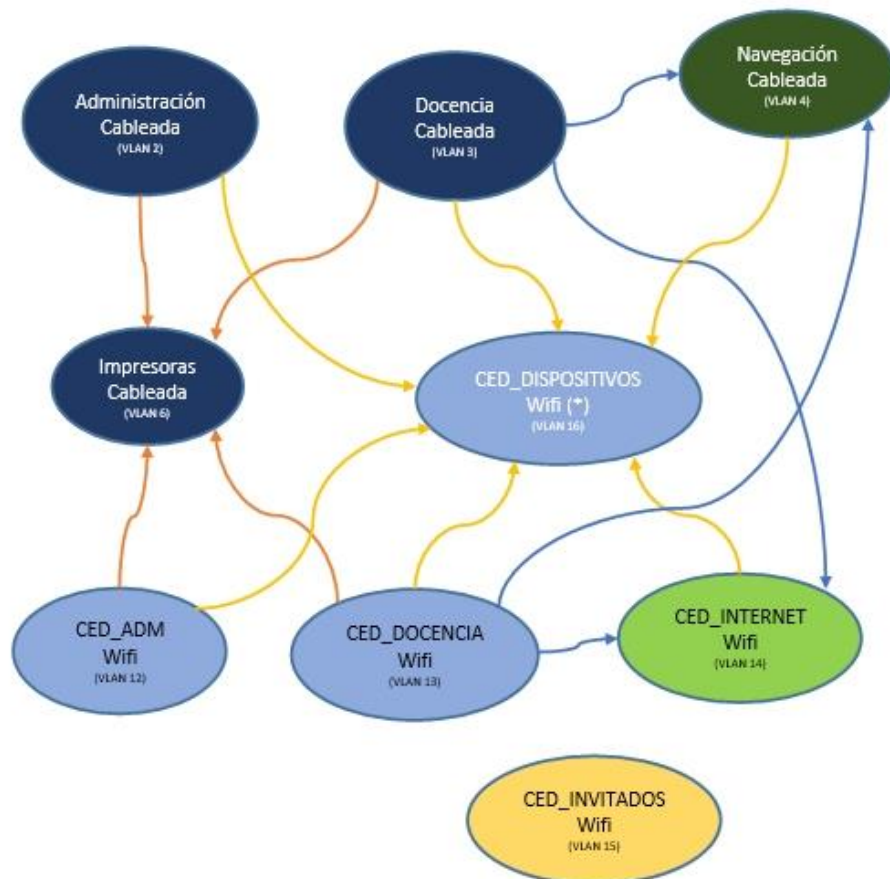 Administración
Cableada
(VLAN 2)
Docencia
Cableada
(VLAN 3)
Navegación
Cableada
(VLAN 4)
Impresoras
Cableada
(VLAN 6)
CED_DISPOSITIVOS
Wifi (*)
(VLAN 16)
CED_ADM
Wifi
(VLAN 12)
CED_DOCENCIA
Wifi
(VLAN 13)
CED_INTERNET
Wifi
(VLAN 14)
CED_INVITADOS
Wifi
(VLAN 15)